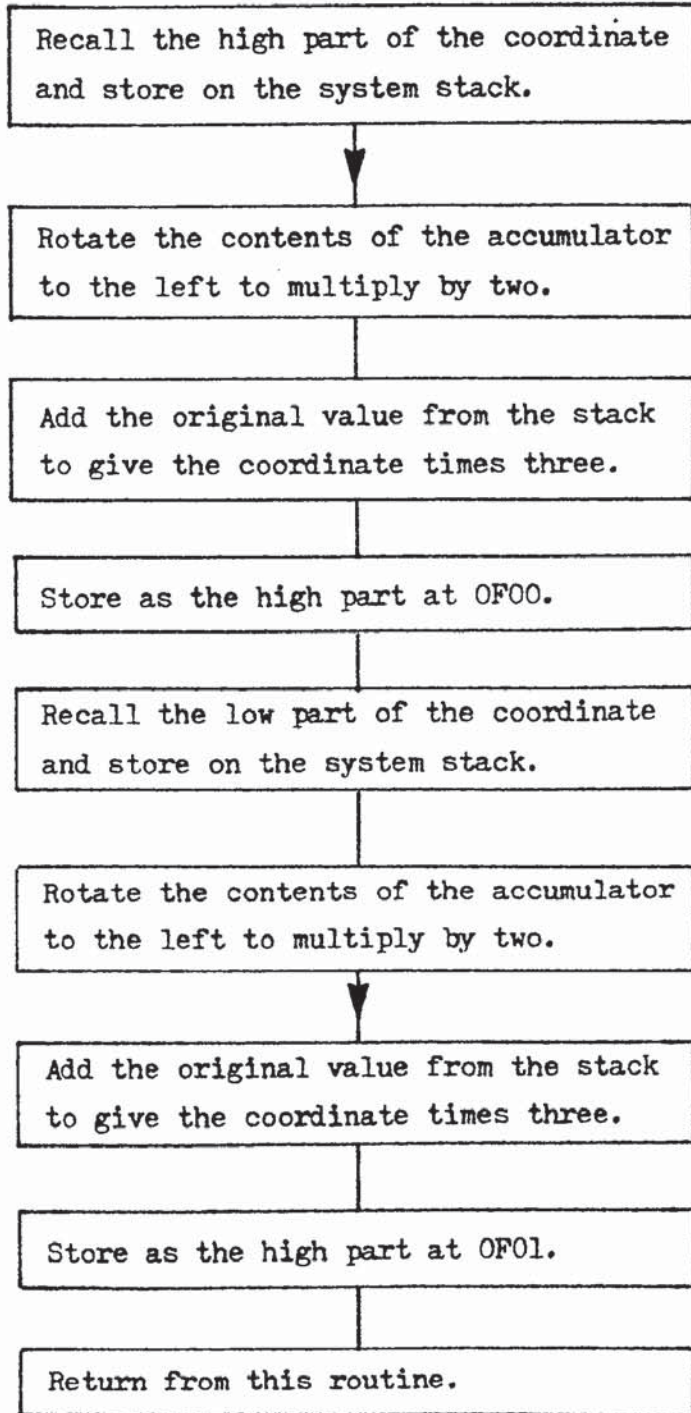 Recall the high part of the coordinate
and store on the system stack.
Rotate the contents of the accumulator
to the left to multiply by two.
Add the original value from the stack
to give the coordinate times three.
Store as the high part at OFOO.
Recall the low part of the coordinate
and store on the system stack.
Rotate the contents of the accumulator
to the left to multiply by two.
Add the original value from the stack
to give the coordinate times three.
Store as the high part at OFO1.
Return from this routine.